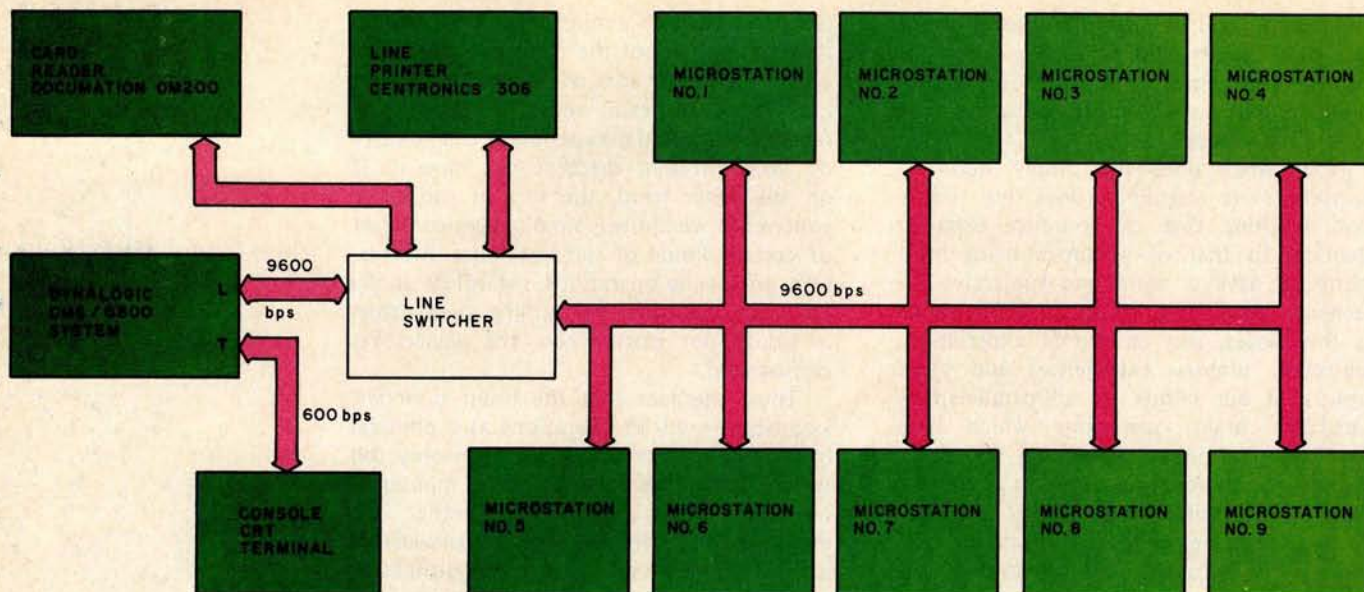 CARD
READER
DOCUMATION 0M200
LINE
PRINTER
CENTRONICS 306
MICROSTATION
NO. 1
MICROSTATION
NO. 2
MICROSTATION
NO. 3
MICROSTATION
NO. 4
DYNALOGIC
DMS / 6800
SYSTEM
L
T
9600
bps
LINE
SWITCHER
9600 bps
600 bps
CONSOLE
CRT
TERMINAL
MICROSTATION
NO. 5
MICROSTATION
NO. 6
MICROSTATION
NO. 7
MICROSTATION
NO. 8
MICROSTATION
NO. 9